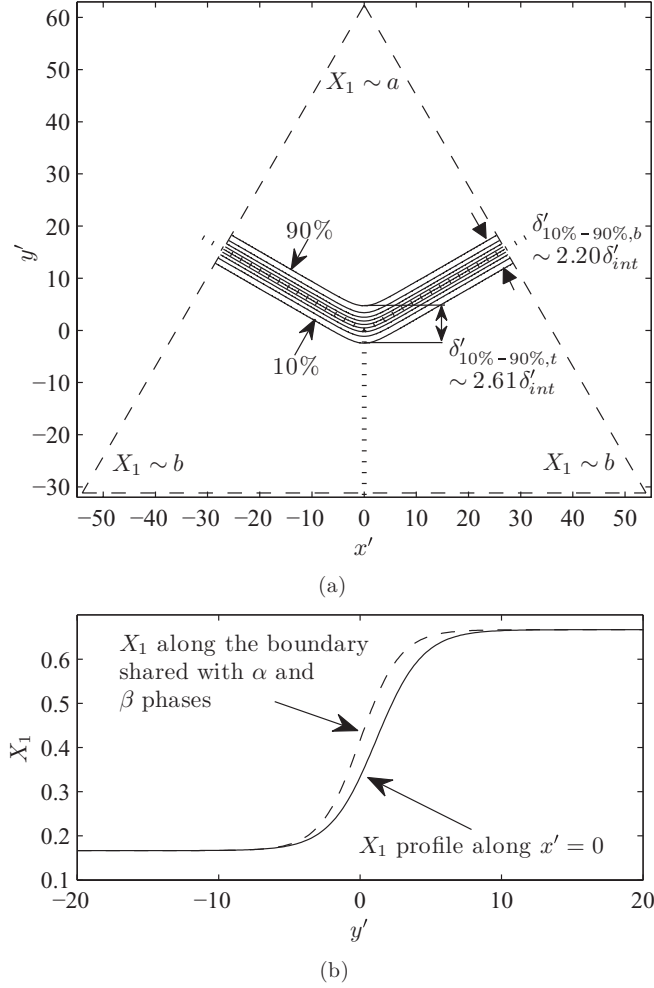 60
50
40
30
20
10
0
−10
−20
−30
y′
X₁ ∼ a
90%
10%
δ′10%−90%,b
∼ 2.20δ′int
δ′10%−90%,t
∼ 2.61δ′int
X₁ ∼ b
X₁ ∼ b
−50 −40 −30 −20 −10 0 10 20 30 40 50
x′
(a)
0.6
0.5
0.4
0.3
0.2
0.1
X₁
X₁ along the boundary
shared with α and
β phases
X₁ profile along x′ = 0
−20 −10 0 10 20
y′
(b)